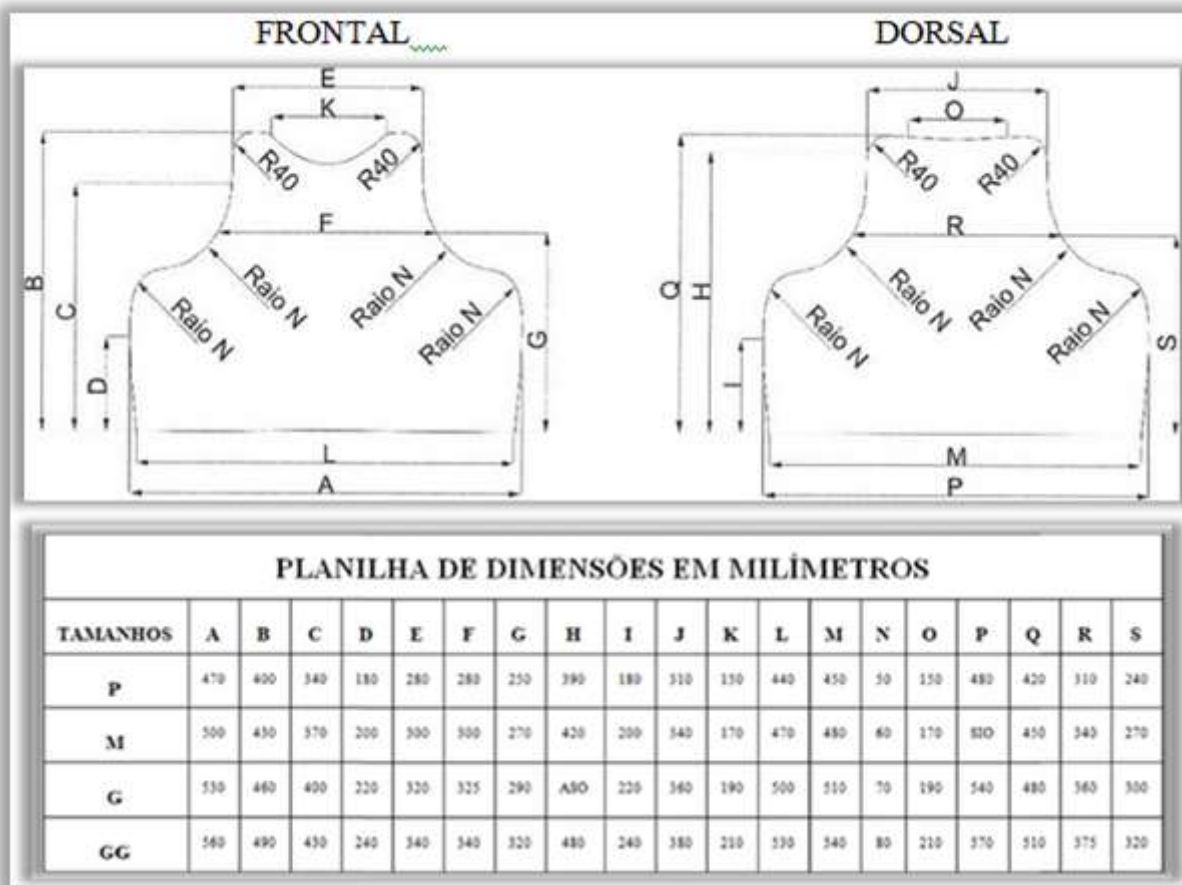 FRONTAL
DORSAL
E
K
R40
R40
F
B
C
D
G
Raio N
Raio N
Raio N
Raio N
L
A
J
O
R40
R40
R
Q
H
I
S
Raio N
Raio N
Raio N
Raio N
M
P
PLANILHA DE DIMENSÕES EM MILÍMETROS
TAMANHOS A B C D E F G H I J K L M N O P Q R S
P 470 400 340 180 280 280 250 390 180 310 150 440 450 50 150 480 420 310 240
M 500 430 370 200 300 300 270 420 200 340 170 470 480 60 170 SIO 450 340 270
G 530 460 400 220 320 325 290 ASO 220 360 190 500 510 70 190 540 480 360 300
GG 560 490 430 240 340 340 320 480 240 380 210 530 540 80 210 570 510 375 320